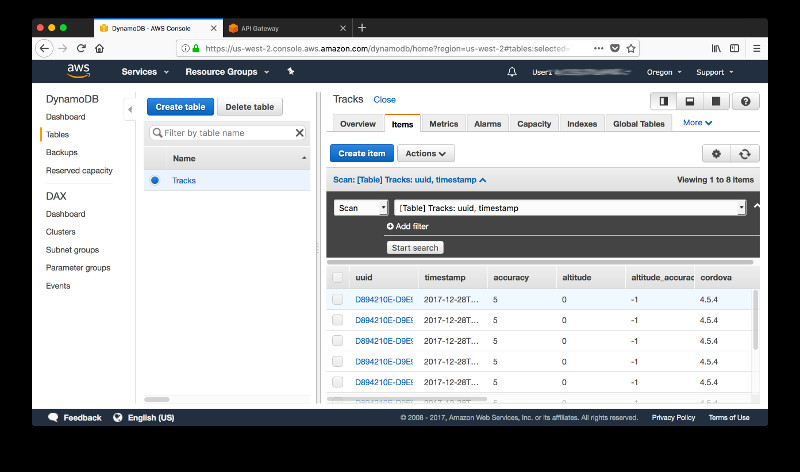 DynamoDB - AWS Console
API Gateway
https://us-west-2.console.aws.amazon.com/dynamodb/home?region=us-west-2#tables:selected=
aws Services Resource Groups User1 Oregon Support
DynamoDB
Dashboard
Tables
Backups
Reserved capacity
DAX
Dashboard
Clusters
Subnet groups
Parameter groups
Events
Create table Delete table
Filter by table name
Name
Tracks
Tracks Close
Overview Items Metrics Alarms Capacity Indexes Global Tables More
Create item Actions
Scan: [Table] Tracks: uuid, timestamp Viewing 1 to 8 items
Scan [Table] Tracks: uuid, timestamp
Add filter
Start search
uuid timestamp accuracy altitude altitude_accurac cordova
D894210E-D9E9 2017-12-28T... 5 0 -1 4.5.4
D894210E-D9E9 2017-12-28T... 5 0 -1 4.5.4
D894210E-D9E9 2017-12-28T... 5 0 -1 4.5.4
D894210E-D9E9 2017-12-28T... 5 0 -1 4.5.4
D894210E-D9E9 2017-12-28T... 5 0 -1 4.5.4
Feedback English (US) © 2008 - 2017, Amazon Web Services, Inc. or its affiliates. All rights reserved. Privacy Policy Terms of Use